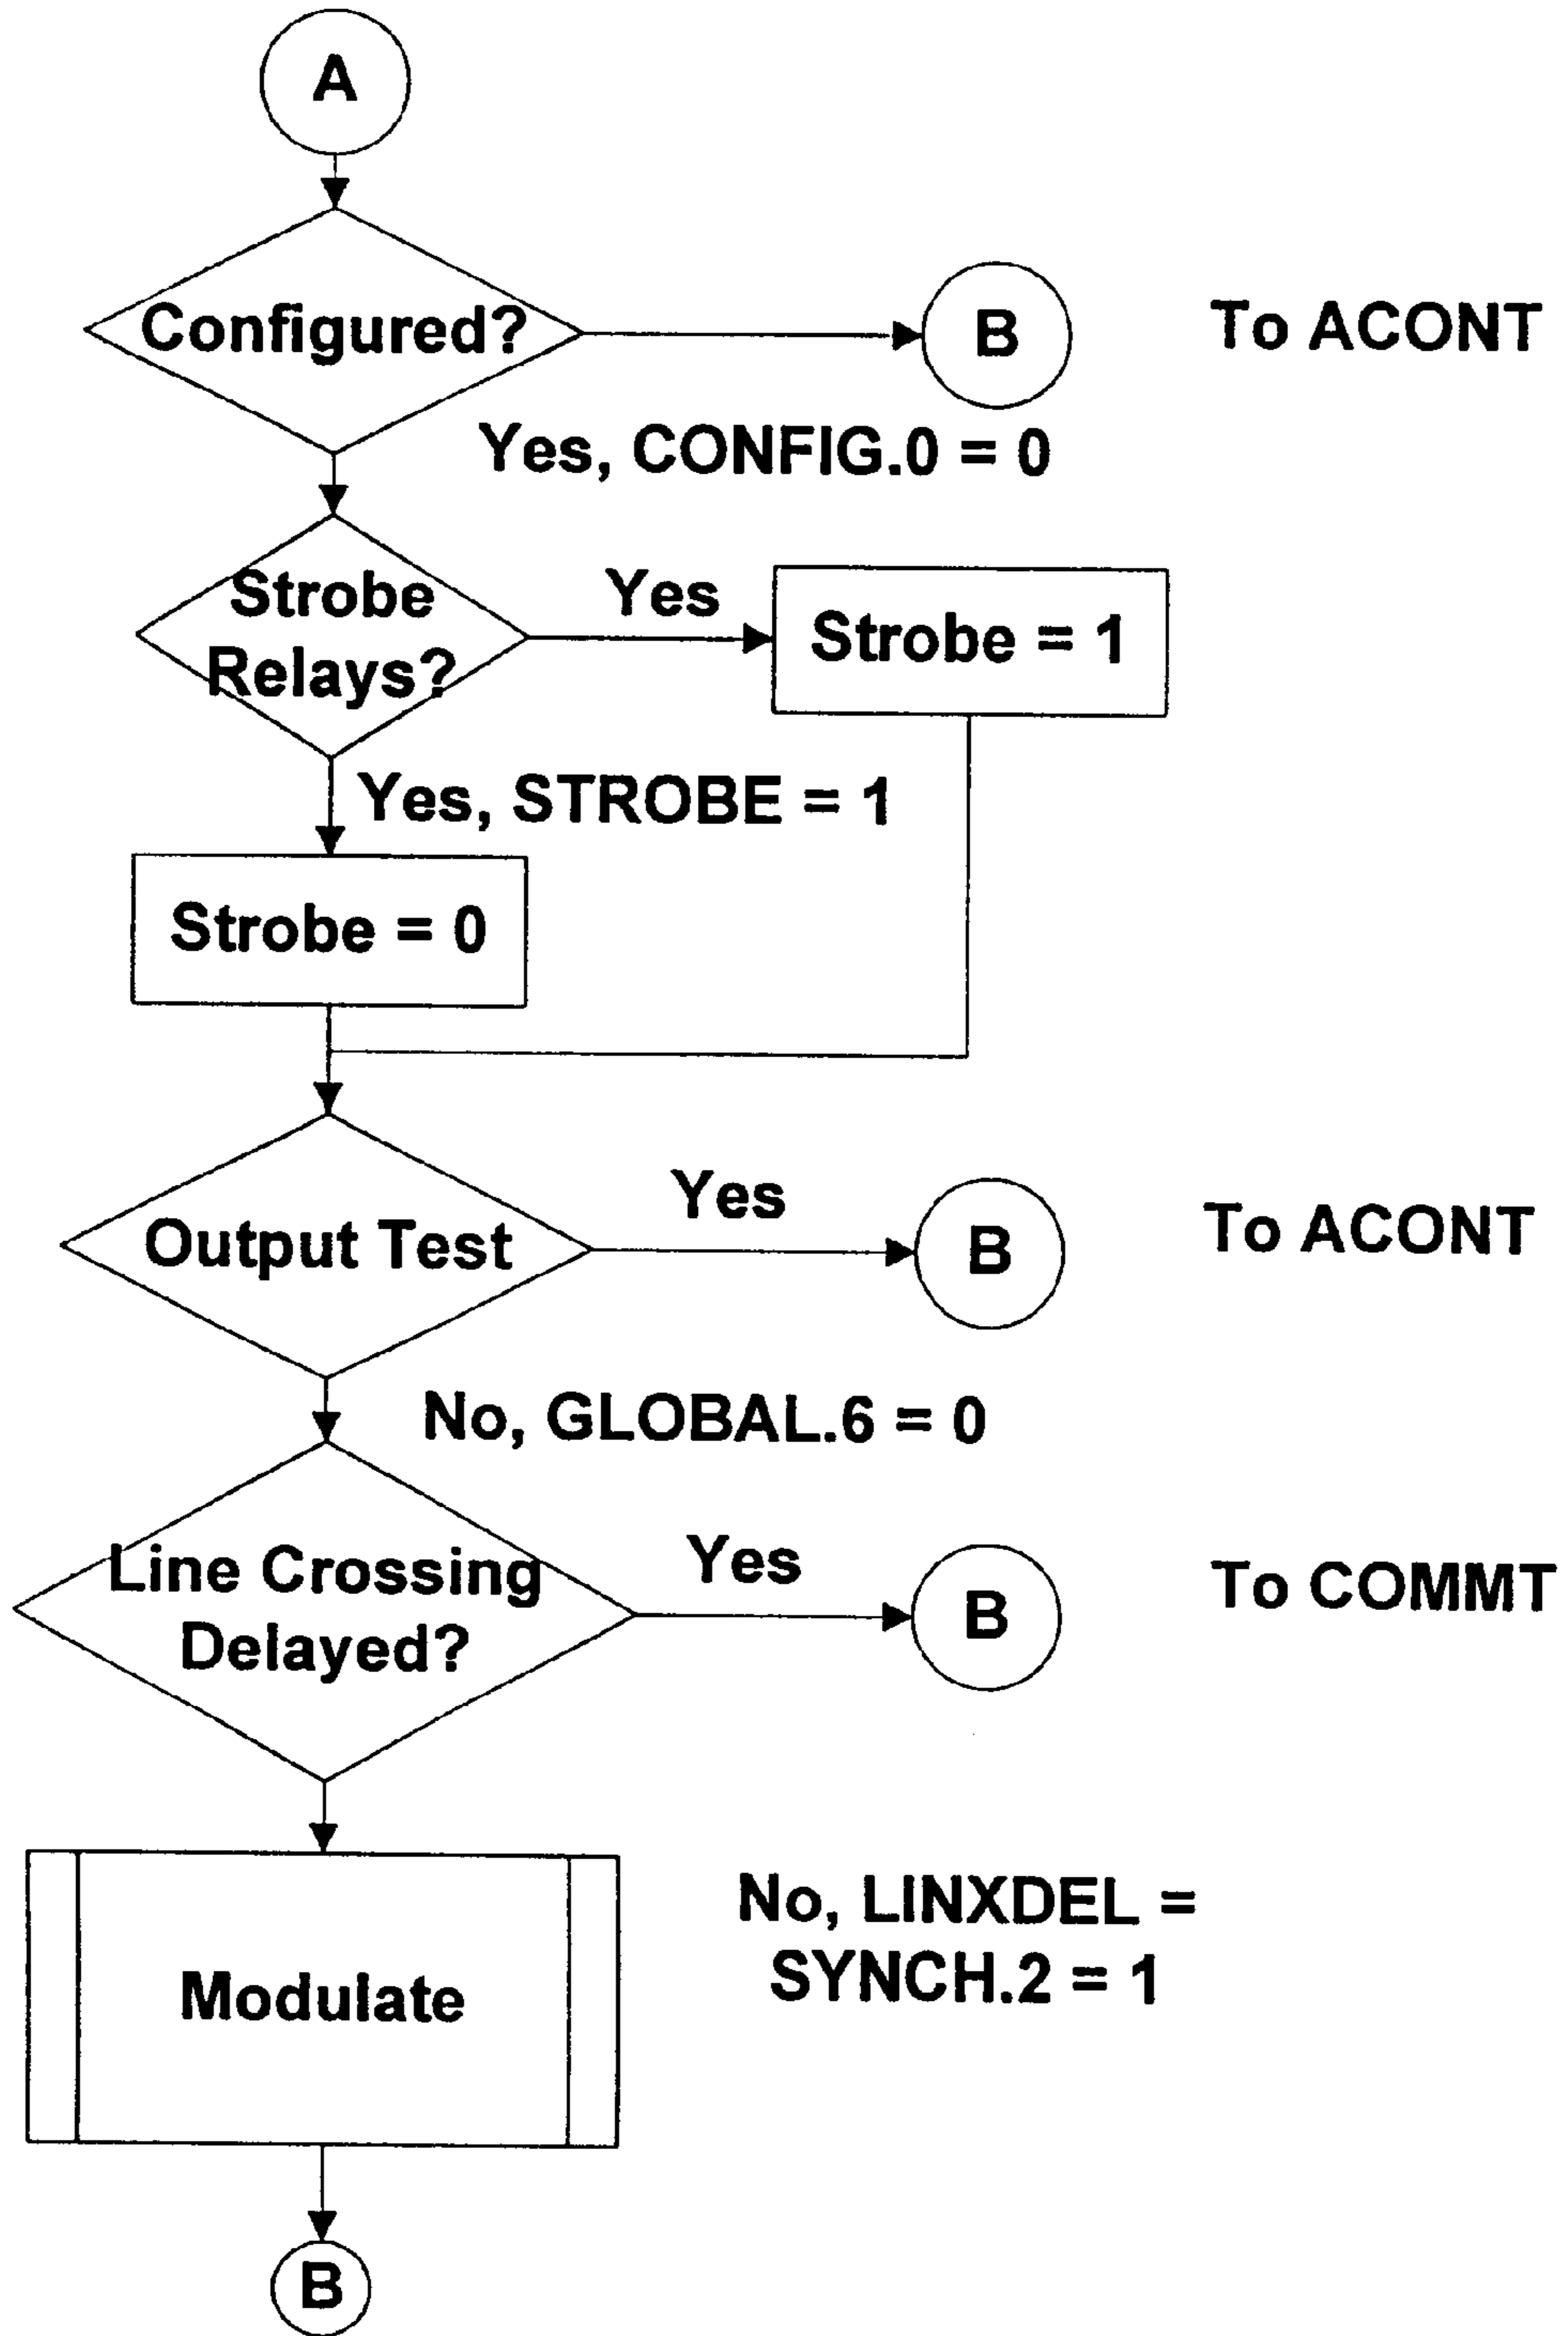 A
Configured?
B
To ACONT
Yes, CONFIG.0 = 0
Strobe
Relays?
Yes
Strobe = 1
Yes, STROBE = 1
Strobe = 0
Output Test
Yes
B
To ACONT
No, GLOBAL.6 = 0
Line Crossing
Delayed?
Yes
B
To COMMT
Modulate
No, LINXDEL =
SYNCH.2 = 1
B